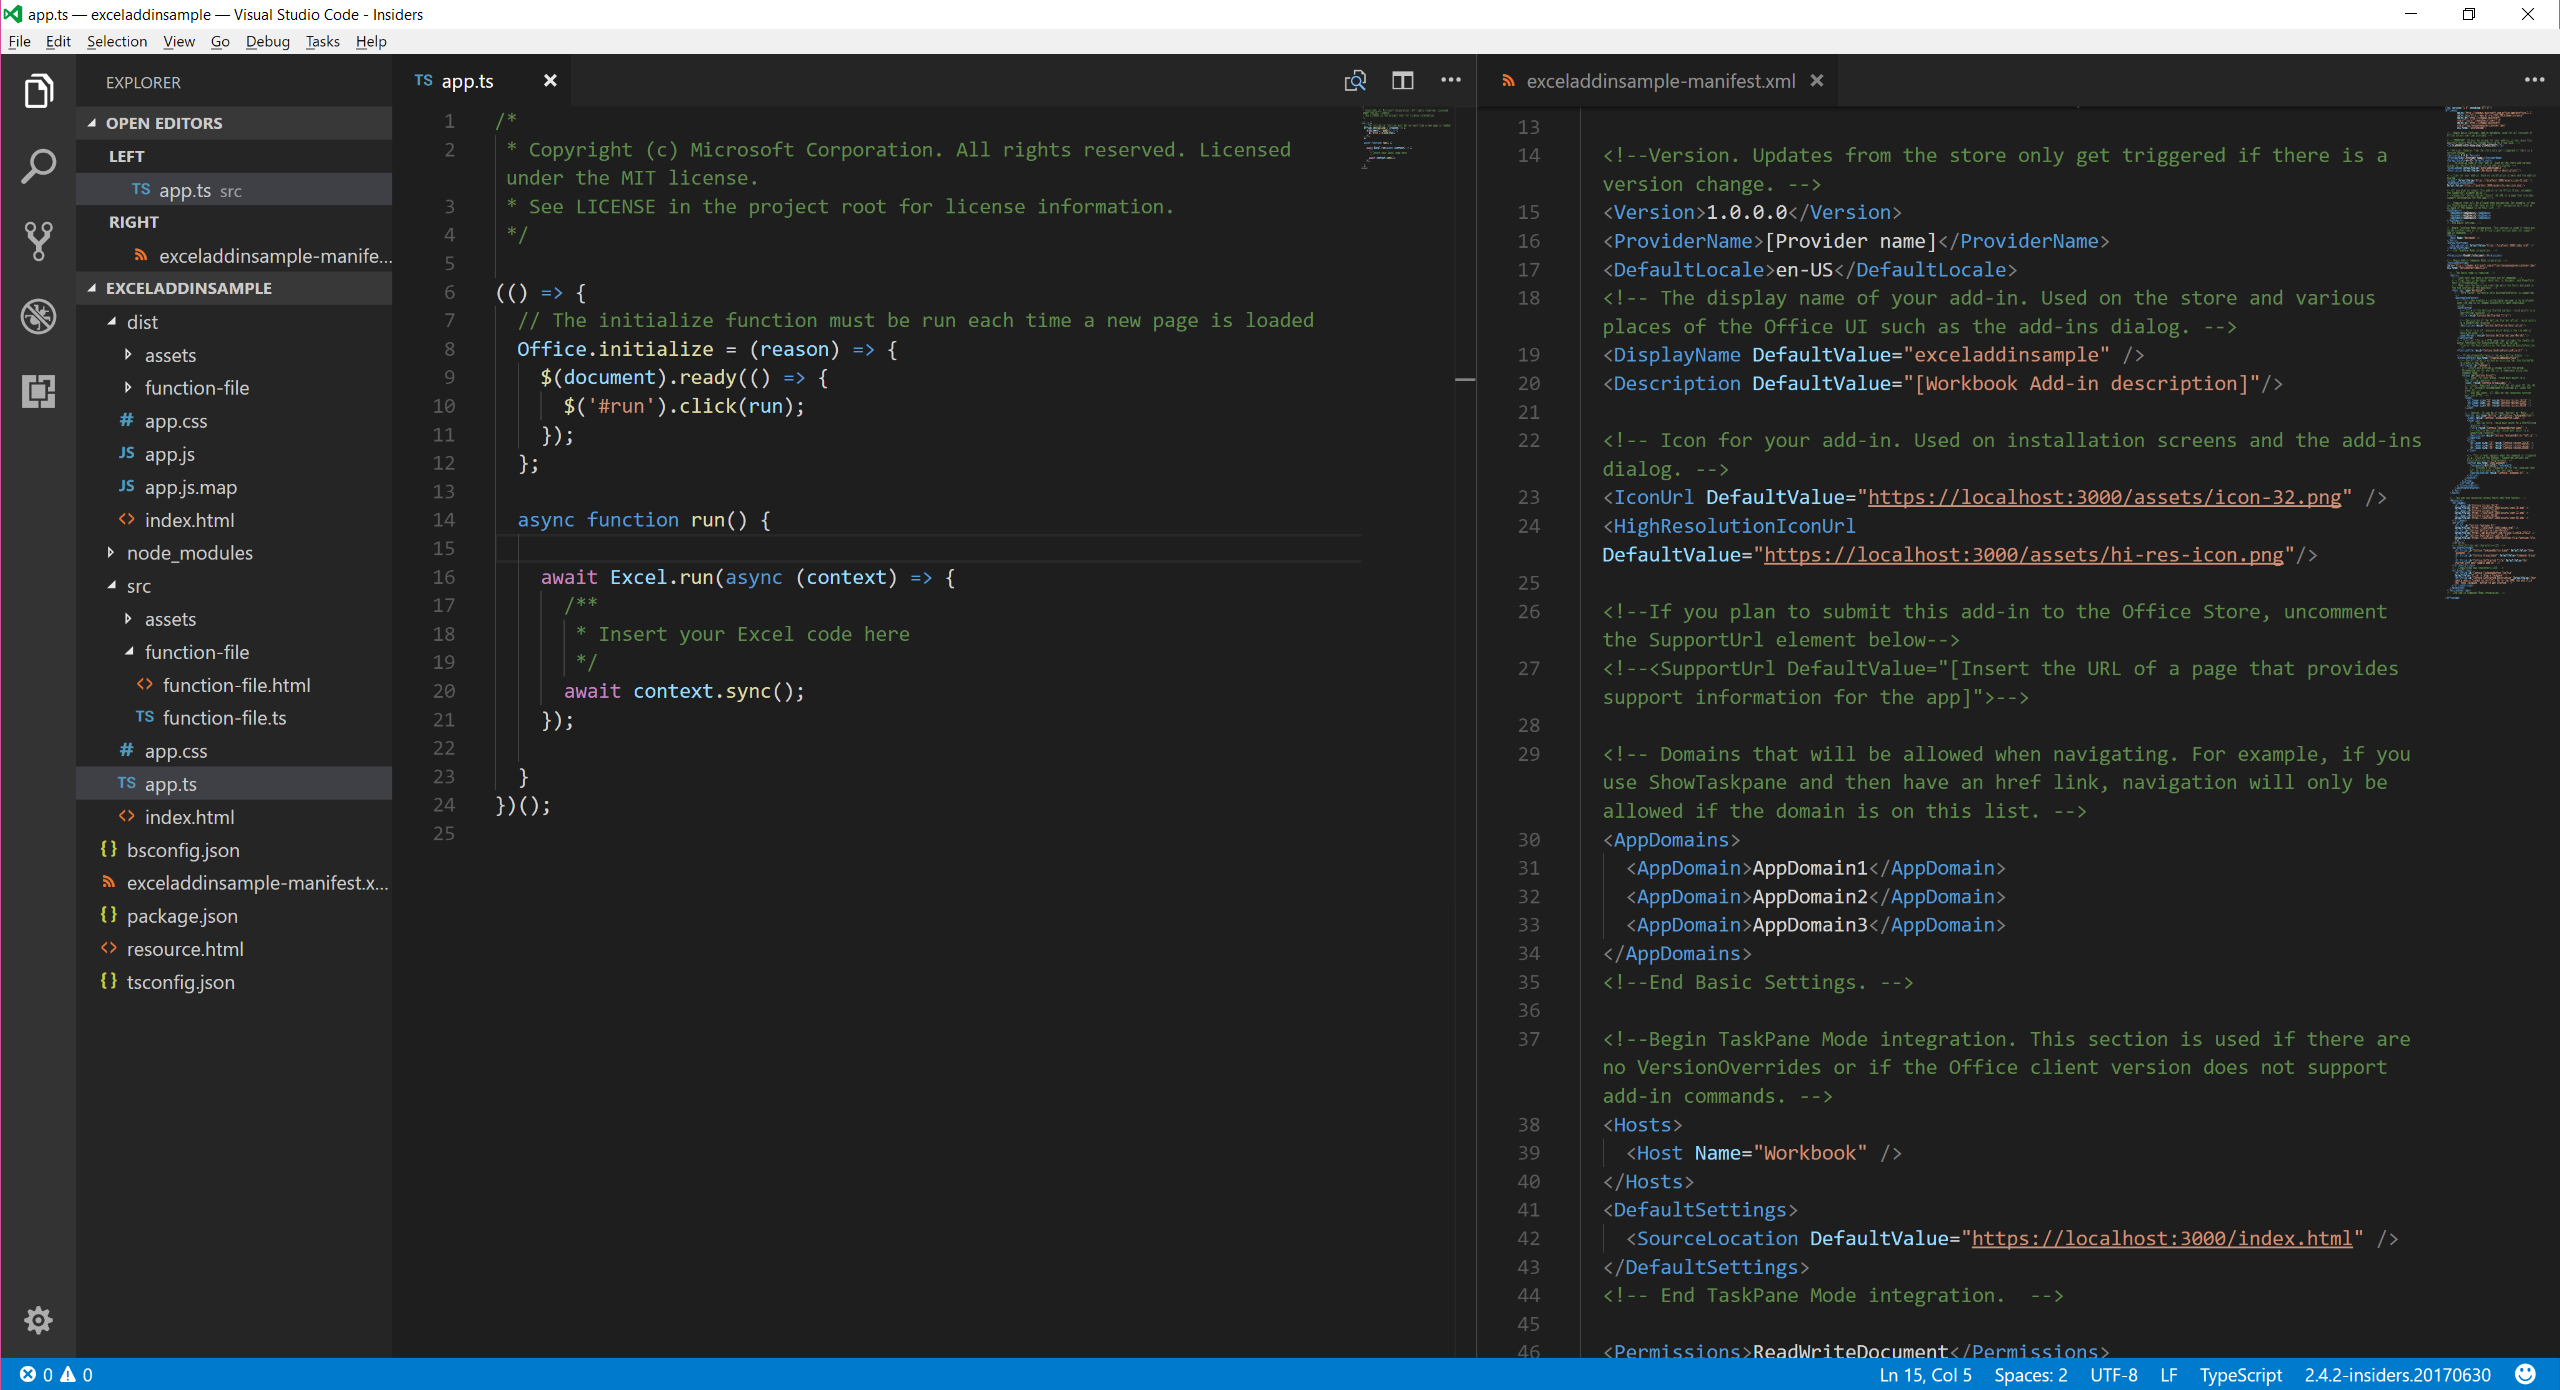 app.ts — exceladdinsample — Visual Studio Code - Insiders
File Edit Selection View Go Debug Tasks Help
EXPLORER
OPEN EDITORS
LEFT
TS app.ts src
RIGHT
exceladdinsample-manife...
EXCELADDINSAMPLE
dist
assets
function-file
# app.css
JS app.js
JS app.js.map
<> index.html
node_modules
src
assets
function-file
<> function-file.html
TS function-file.ts
# app.css
TS app.ts
<> index.html
{} bsconfig.json
exceladdinsample-manifest.x...
{} package.json
<> resource.html
{} tsconfig.json
TS app.ts
1 /*
2  * Copyright (c) Microsoft Corporation. All rights reserved. Licensed
under the MIT license.
3  * See LICENSE in the project root for license information.
4  */
5
6 (() => {
7   // The initialize function must be run each time a new page is loaded
8   Office.initialize = (reason) => {
9     $(document).ready(() => {
10       $('#run').click(run);
11     });
12   };
13
14   async function run() {
15
16     await Excel.run(async (context) => {
17       /**
18        * Insert your Excel code here
19        */
20       await context.sync();
21     });
22
23   }
24 })();
25
exceladdinsample-manifest.xml
13
14 <!--Version. Updates from the store only get triggered if there is a
version change. -->
15 <Version>1.0.0.0</Version>
16 <ProviderName>[Provider name]</ProviderName>
17 <DefaultLocale>en-US</DefaultLocale>
18 <!-- The display name of your add-in. Used on the store and various
places of the Office UI such as the add-ins dialog. -->
19 <DisplayName DefaultValue="exceladdinsample" />
20 <Description DefaultValue="[Workbook Add-in description]"/>
21
22 <!-- Icon for your add-in. Used on installation screens and the add-ins
dialog. -->
23 <IconUrl DefaultValue="https://localhost:3000/assets/icon-32.png" />
24 <HighResolutionIconUrl
DefaultValue="https://localhost:3000/assets/hi-res-icon.png"/>
25
26 <!--If you plan to submit this add-in to the Office Store, uncomment
the SupportUrl element below-->
27 <!--<SupportUrl DefaultValue="[Insert the URL of a page that provides
support information for the app]">-->
28
29 <!-- Domains that will be allowed when navigating. For example, if you
use ShowTaskpane and then have an href link, navigation will only be
allowed if the domain is on this list. -->
30 <AppDomains>
31   <AppDomain>AppDomain1</AppDomain>
32   <AppDomain>AppDomain2</AppDomain>
33   <AppDomain>AppDomain3</AppDomain>
34 </AppDomains>
35 <!--End Basic Settings. -->
36
37 <!--Begin TaskPane Mode integration. This section is used if there are
no VersionOverrides or if the Office client version does not support
add-in commands. -->
38 <Hosts>
39   <Host Name="Workbook" />
40 </Hosts>
41 <DefaultSettings>
42   <SourceLocation DefaultValue="https://localhost:3000/index.html" />
43 </DefaultSettings>
44 <!-- End TaskPane Mode integration.  -->
45
46 <Permissions>ReadWriteDocument</Permissions>
0 0
Ln 15, Col 5 Spaces: 2 UTF-8 LF TypeScript 2.4.2-insiders.20170630